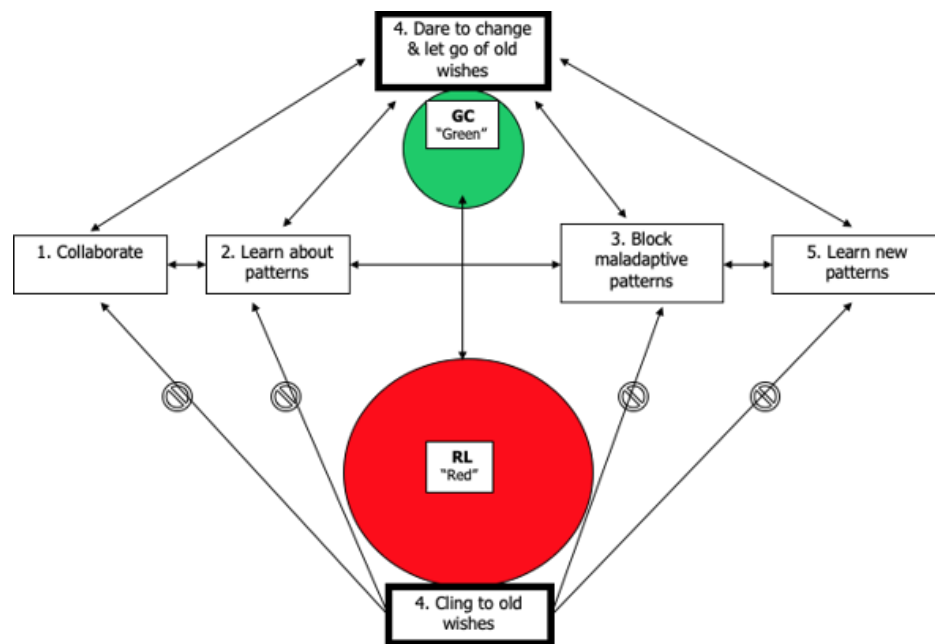 4. Dare to change
& let go of old
wishes
GC
"Green"
1. Collaborate
2. Learn about
patterns
3. Block
maladaptive
patterns
5. Learn new
patterns
RL
"Red"
4. Cling to old
wishes